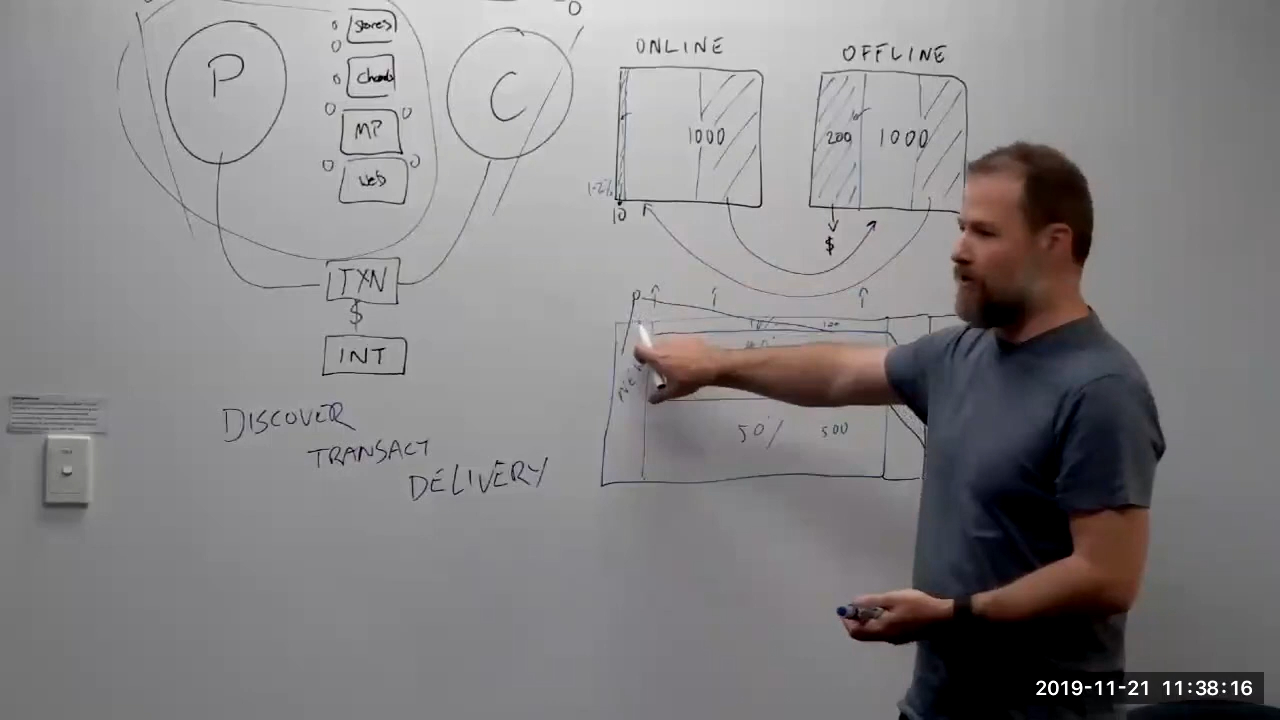 P
Stores
MP
Web
C
TXN
$
INT
DISCOVER
TRANSACT
DELIVERY
ONLINE
1000
1-2%
10
OFFLINE
200
1000
$
P
50%
500
2019-11-21 11:38:16